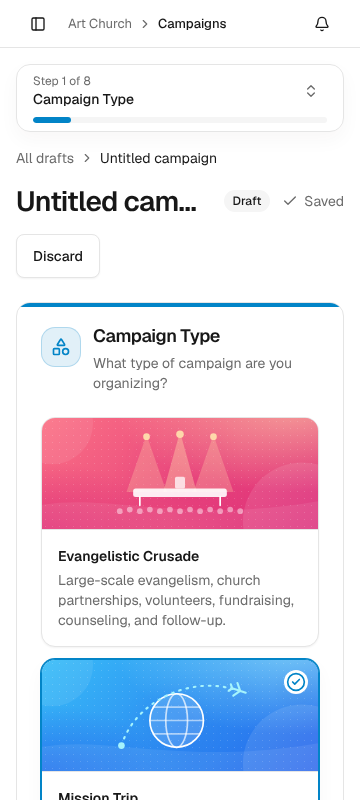 Art Church > Campaigns
Step 1 of 8
Campaign Type
All drafts > Untitled campaign
Untitled cam...
Draft
Saved
Discard
Campaign Type
What type of campaign are you
organizing?
Evangelistic Crusade
Large-scale evangelism, church
partnerships, volunteers, fundraising,
counseling, and follow-up.
Mission Trip